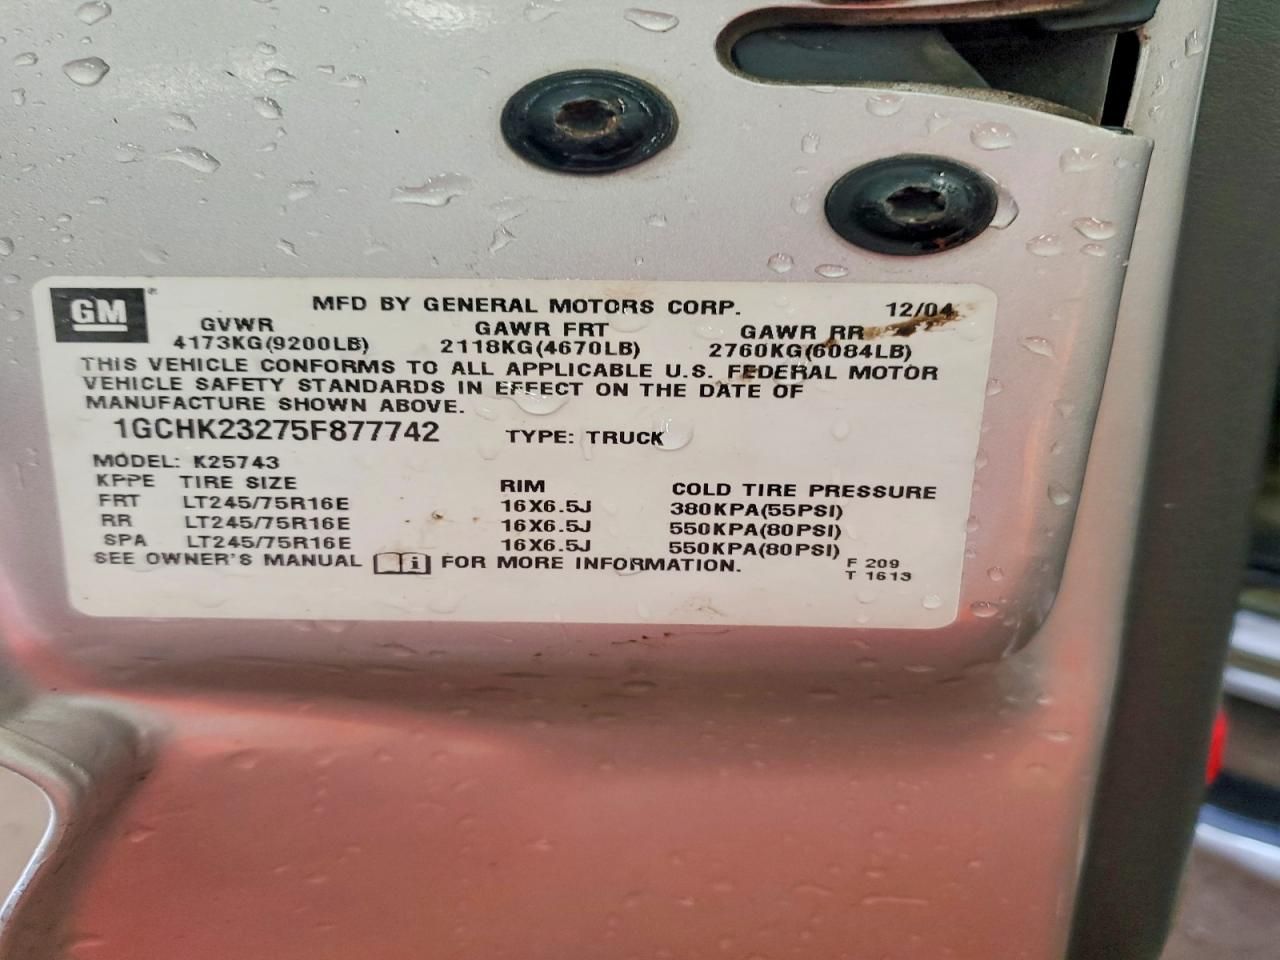 GM
MFD BY GENERAL MOTORS CORP. 12/04
GVWR GAWR FRT GAWR RR
4173KG(9200LB) 2118KG(4670LB) 2760KG(6084LB)
THIS VEHICLE CONFORMS TO ALL APPLICABLE U.S. FEDERAL MOTOR
VEHICLE SAFETY STANDARDS IN EFFECT ON THE DATE OF
MANUFACTURE SHOWN ABOVE.
1GCHK23275F877742 TYPE: TRUCK
MODEL: K25743
KPPE TIRE SIZE RIM COLD TIRE PRESSURE
FRT LT245/75R16E 16X6.5J 380KPA(55PSI)
RR LT245/75R16E 16X6.5J 550KPA(80PSI)
SPA LT245/75R16E 16X6.5J 550KPA(80PSI)
SEE OWNER'S MANUAL i FOR MORE INFORMATION.
F 209
T 1613